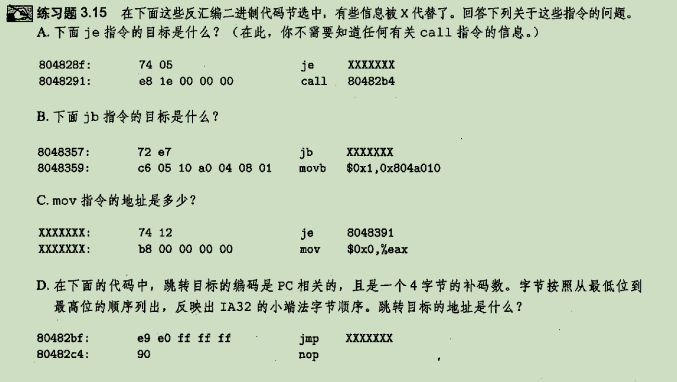 练习题 3.15 在下面这些反汇编二进制代码节选中，有些信息被 X 代替了。回答下列关于这些指令的问题。
A. 下面 je 指令的目标是什么？（在此，你不需要知道任何有关 call 指令的信息。）
804828f: 74 05 je XXXXXXX
8048291: e8 1e 00 00 00 call 80482b4
B. 下面 jb 指令的目标是什么？
8048357: 72 e7 jb XXXXXXX
8048359: c6 05 10 a0 04 08 01 movb $0x1,0x804a010
C. mov 指令的地址是多少？
XXXXXXX: 74 12 je 8048391
XXXXXXX: b8 00 00 00 00 mov $0x0,%eax
D. 在下面的代码中，跳转目标的编码是 PC 相关的，且是一个 4 字节的补码数。字节按照从最低位到
最高位的顺序列出，反映出 IA32 的小端法字节顺序。跳转目标的地址是什么？
80482bf: e9 e0 ff ff ff jmp XXXXXXX
80482c4: 90 nop